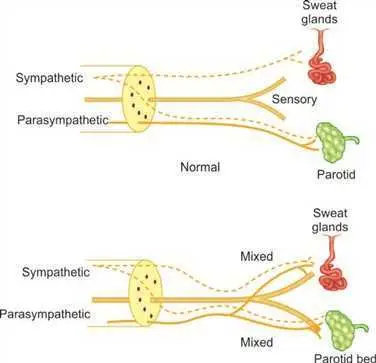 Sweat
glands
Sympathetic
Sensory
Parasympathetic
Normal
Parotid
Sweat
glands
Mixed
Sympathetic
Parasympathetic
Mixed
Parotid bed